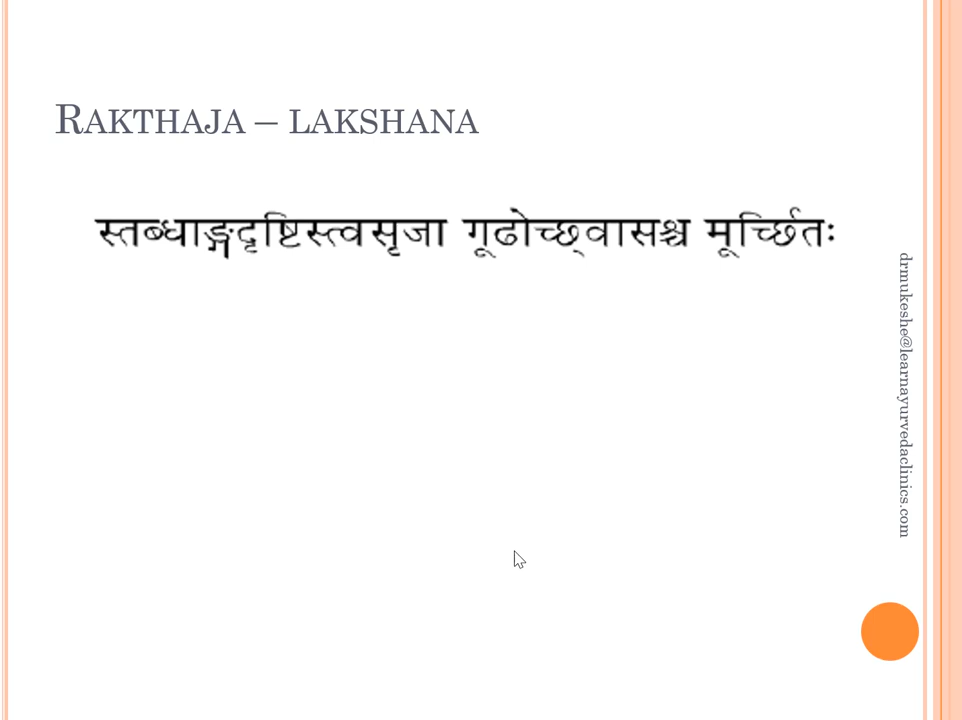 RAKTHAJA – LAKSHANA
स्तब्धाङ्गदृष्टिस्त्वसृजा गूढोच्छ्वासश्च मूर्च्छितः
drmukeshe@learnayurvedaclinics.com